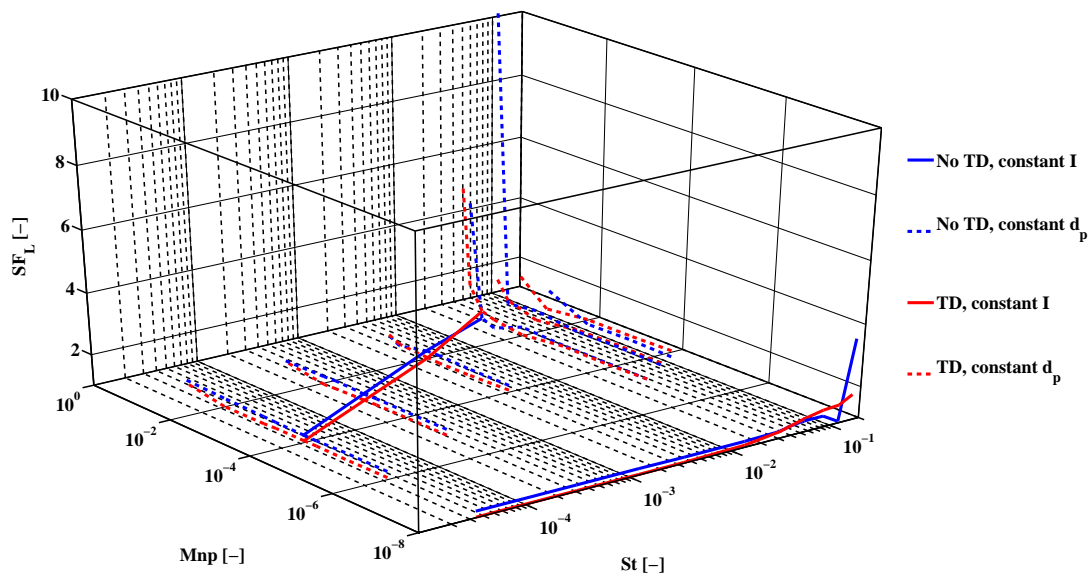 10
8
6
4
2
SF_L [−]
10^0
10^−2
10^−4
10^−6
10^−8
Mnp [−]
10^−4
10^−3
10^−2
10^−1
St [−]
No TD, constant I
No TD, constant d_p
TD, constant I
TD, constant d_p